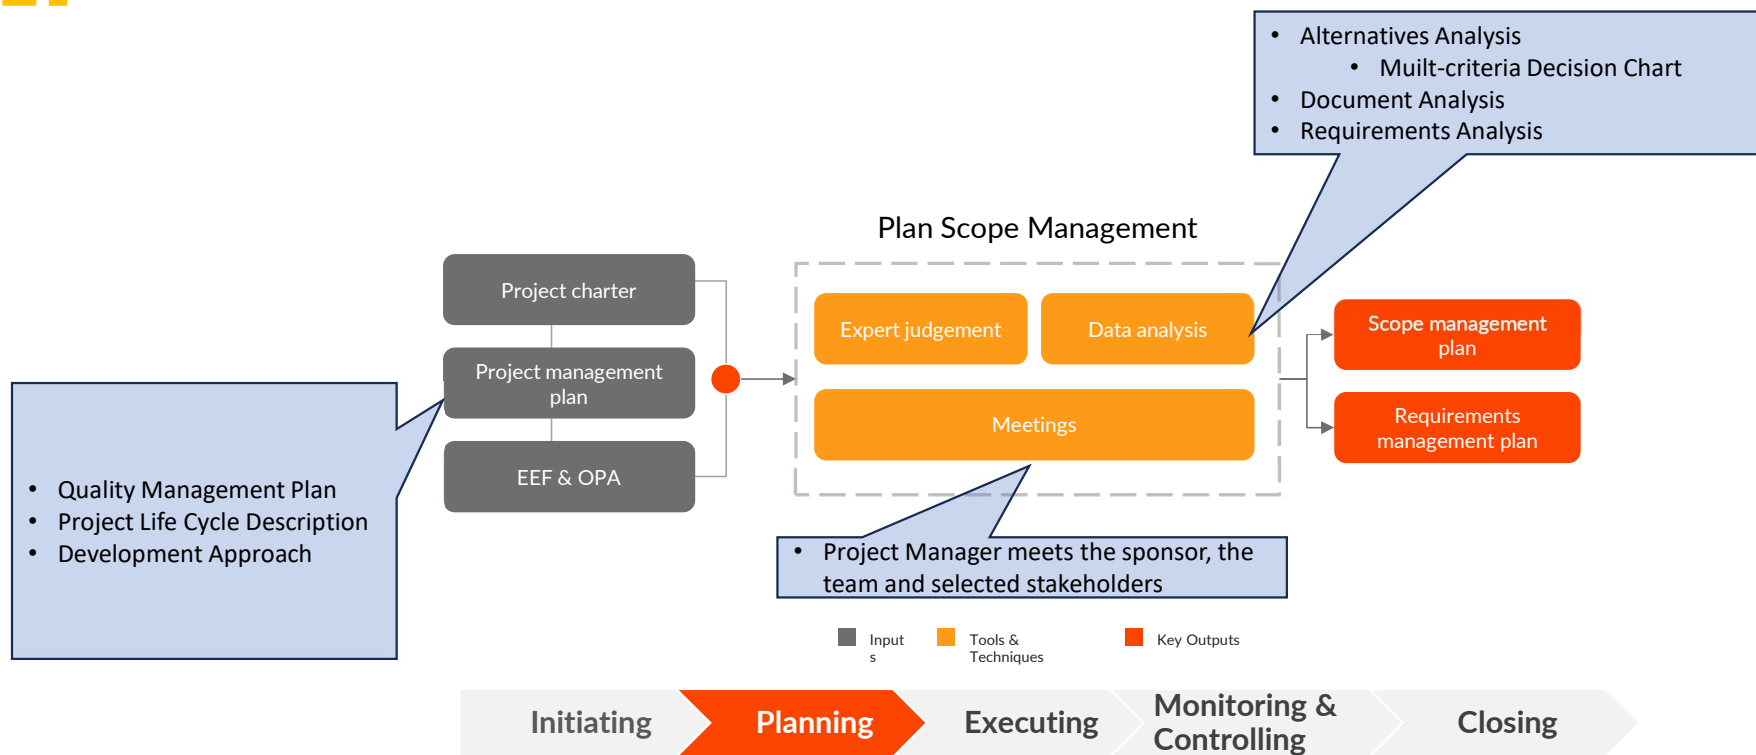 • Alternatives Analysis
• Muilt-criteria Decision Chart
• Document Analysis
• Requirements Analysis
Plan Scope Management
Project charter
Project management
plan
EEF & OPA
Expert judgement
Data analysis
Meetings
Scope management
plan
Requirements
management plan
• Quality Management Plan
• Project Life Cycle Description
• Development Approach
• Project Manager meets the sponsor, the
team and selected stakeholders
Input
s
Tools &
Techniques
Key Outputs
Initiating
Planning
Executing
Monitoring &
Controlling
Closing